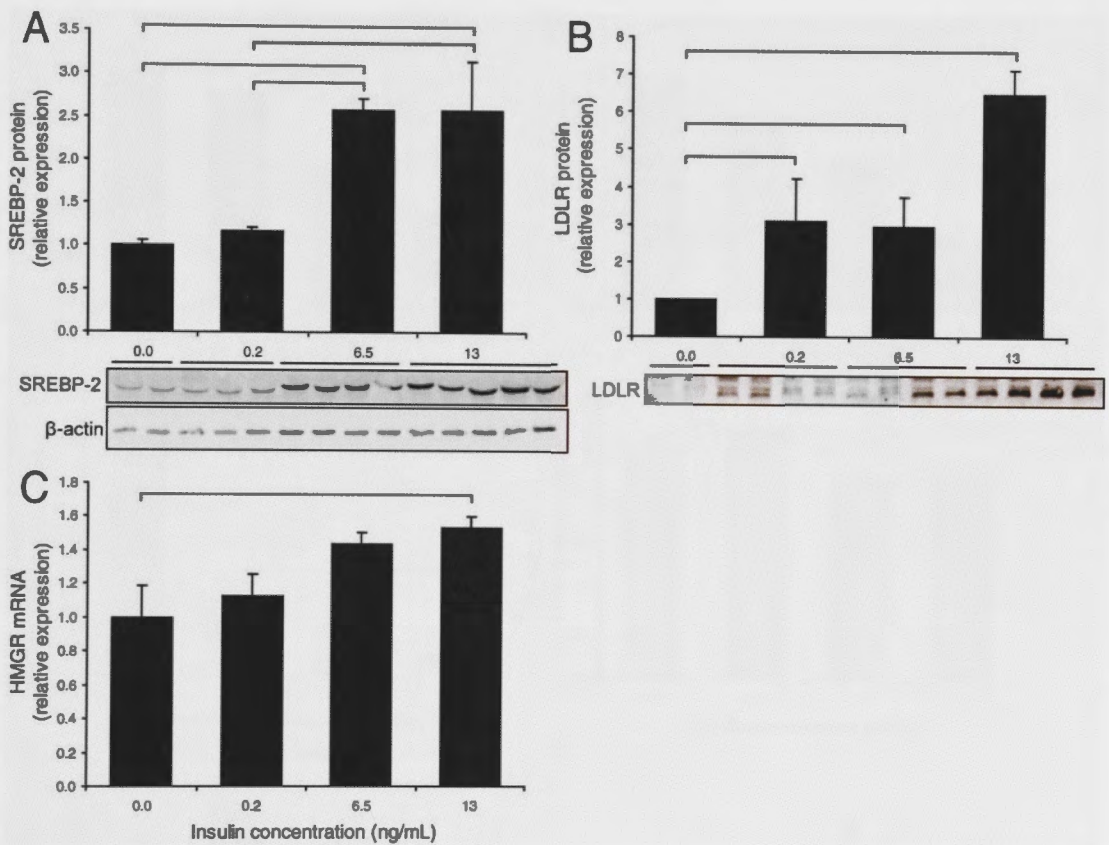 A
SREBP-2 protein
(relative expression)
3.5
3.0
2.5
2.0
1.5
1.0
0.5
0.0
0.0 0.2 6.5 13
SREBP-2
β-actin
B
LDLR protein
(relative expression)
8
7
6
5
4
3
2
1
0
0.0 0.2 6.5 13
LDLR
C
HMGR mRNA
(relative expression)
1.8
1.6
1.4
1.2
1.0
0.8
0.6
0.4
0.2
0.0
0.0 0.2 6.5 13
Insulin concentration (ng/mL)